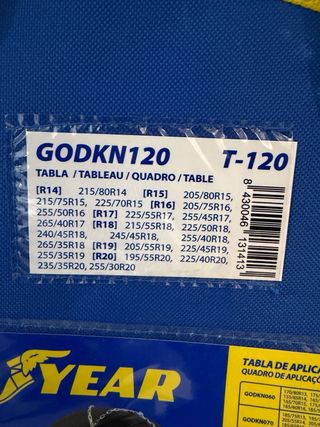 GODKN120 T-120
TABLA / TABLEAU / QUADRO / TABLE
[R14] 215/80R14 [R15] 205/80R15,
215/75R15, 225/70R15 [R16] 205/75R16,
255/50R16 [R17] 225/55R17, 255/45R17,
265/40R17 [R18] 215/55R18, 225/50R18,
240/45R18, 245/45R18, 255/40R18,
265/35R18 [R19] 205/55R19, 225/45R19,
255/35R19 [R20] 195/55R20, 225/40R20,
235/35R20, 255/30R20
8 430046 131413
YEAR
TABELA DE APLICA
QUADRO DE APLICAÇÕ
GODKN060
GODKN070